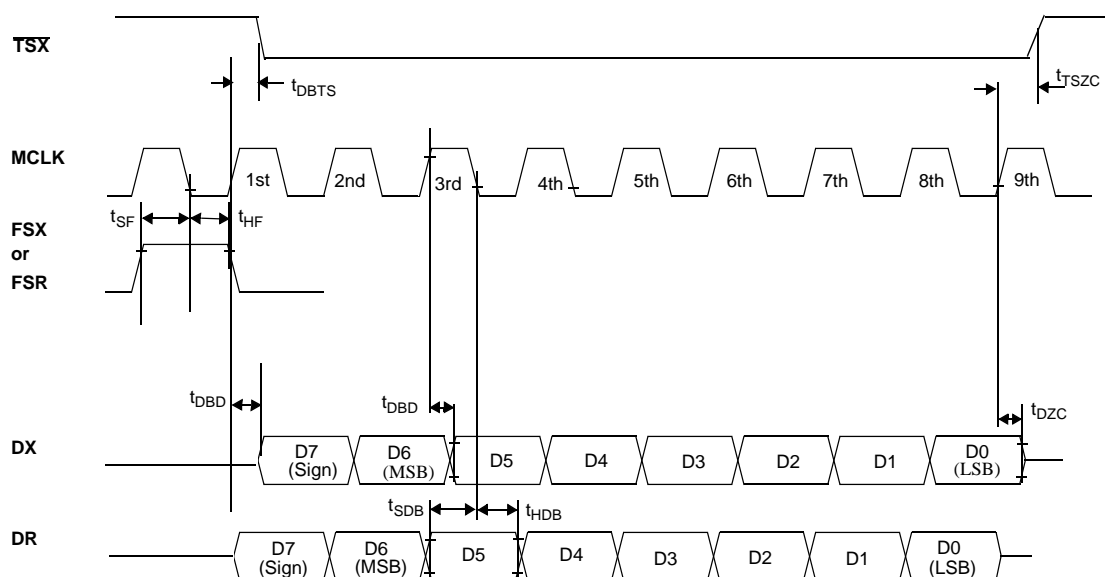 TSX
tDBTS
tTSZC
MCLK
1st 2nd 3rd 4th 5th 6th 7th 8th 9th
tSF tHF
FSX
or
FSR
tDBD tDBD tDZC
DX
D7 (Sign) D6 (MSB) D5 D4 D3 D2 D1 D0 (LSB)
tSDB tHDB
DR
D7 (Sign) D6 (MSB) D5 D4 D3 D2 D1 D0 (LSB)